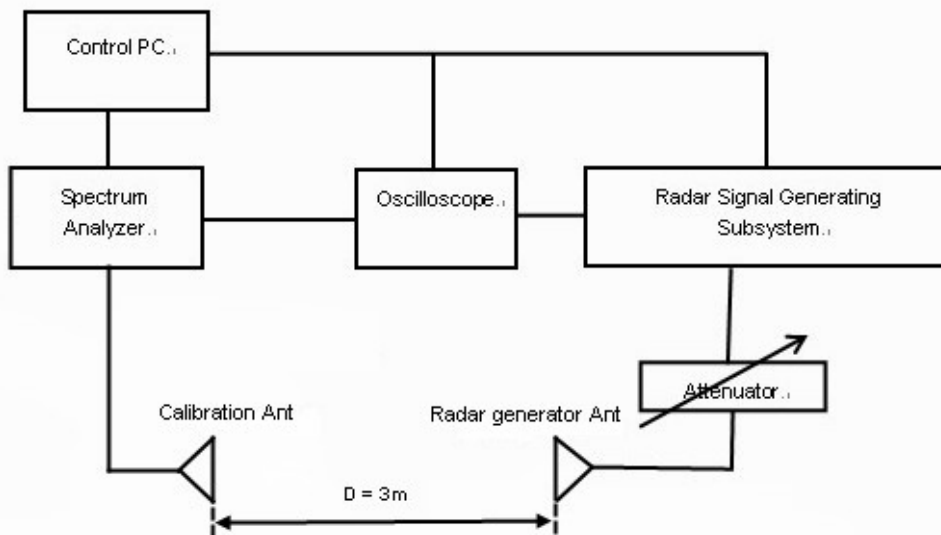 Control PC.
Spectrum
Analyzer.
Oscilloscope.
Radar Signal Generating
Subsystem.
Attenuator.
Calibration Ant
Radar generator Ant
D = 3m